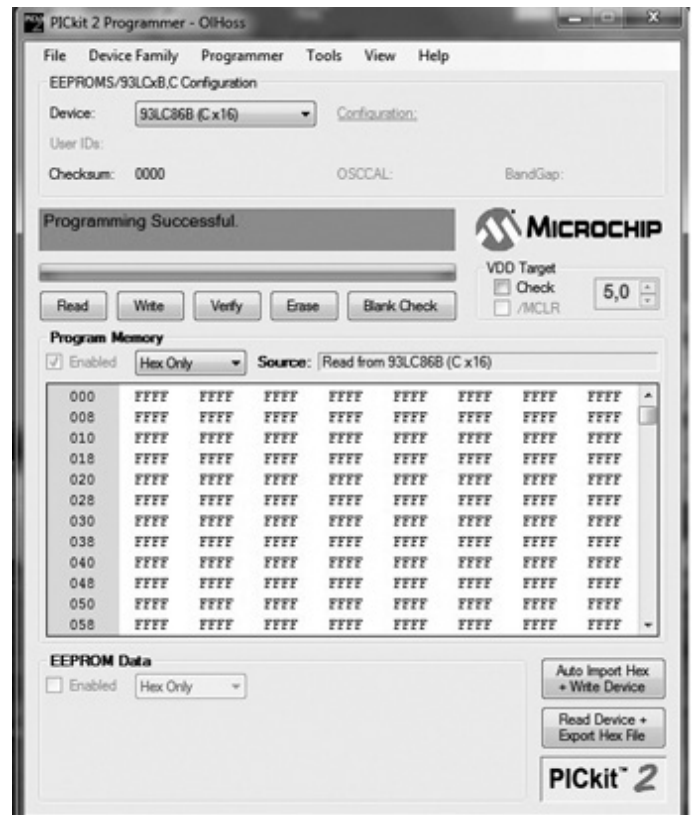 PICkit 2 Programmer - OlHoss
File Device Family Programmer Tools View Help
EEPROMS/93LCxB,C Configuration
Device: 93LC86B (C x16) Configuration:
User IDs:
Checksum: 0000 OSCCAL: BandGap:
Programming Successful.
MICROCHIP
VDD Target
Check
/MCLR
5,0
Read Write Verify Erase Blank Check
Program Memory
Enabled Hex Only Source: Read from 93LC86B (C x16)
000 FFFF FFFF FFFF FFFF FFFF FFFF FFFF FFFF
008 FFFF FFFF FFFF FFFF FFFF FFFF FFFF FFFF
010 FFFF FFFF FFFF FFFF FFFF FFFF FFFF FFFF
018 FFFF FFFF FFFF FFFF FFFF FFFF FFFF FFFF
020 FFFF FFFF FFFF FFFF FFFF FFFF FFFF FFFF
028 FFFF FFFF FFFF FFFF FFFF FFFF FFFF FFFF
030 FFFF FFFF FFFF FFFF FFFF FFFF FFFF FFFF
038 FFFF FFFF FFFF FFFF FFFF FFFF FFFF FFFF
040 FFFF FFFF FFFF FFFF FFFF FFFF FFFF FFFF
048 FFFF FFFF FFFF FFFF FFFF FFFF FFFF FFFF
050 FFFF FFFF FFFF FFFF FFFF FFFF FFFF FFFF
058 FFFF FFFF FFFF FFFF FFFF FFFF FFFF FFFF
EEPROM Data
Enabled Hex Only
Auto Import Hex
+ Write Device
Read Device +
Export Hex File
PICkit™ 2